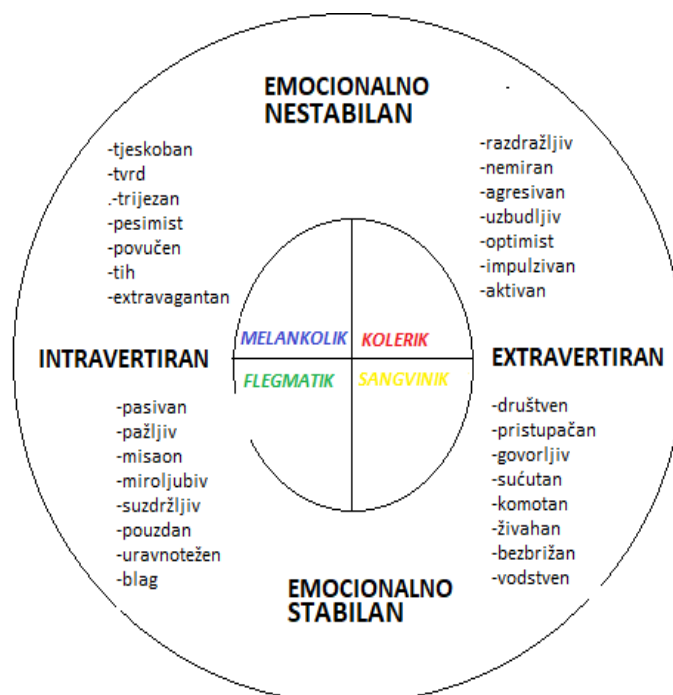 EMOCIONALNO
NESTABILAN
-tjeskoban
-tvrd
.-trijezan
-pesimist
-povučen
-tih
-extravagantan
-razdražljiv
-nemiran
-agresivan
-uzbudljiv
-optimist
-impulzivan
-aktivan
MELANKOLIK
KOLERIK
INTRAVERTIRAN
EXTRAVERTIRAN
FLEGMATIK
SANGVINIK
-pasivan
-pažljiv
-misaon
-miroljubiv
-suzdržljiv
-pouzdan
-uravnotežen
-blag
-društven
-pristupačan
-govorljiv
-sućutan
-komotan
-živahan
-bezbrižan
-vodstven
EMOCIONALNO
STABILAN